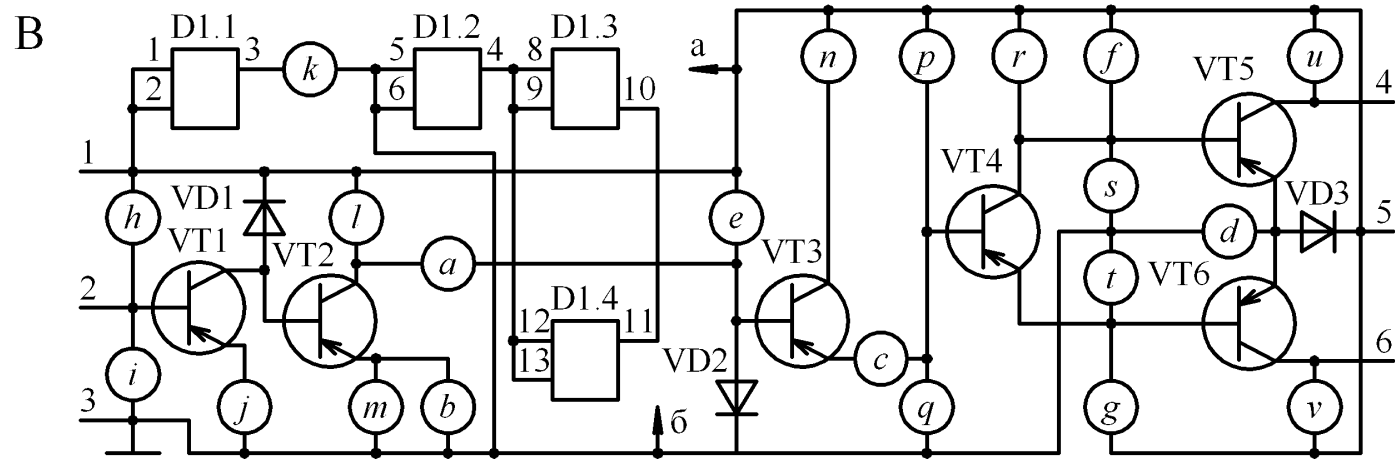 В
D1.1 D1.2 D1.3
1 2 3 k 5 6 4 8 9 10
а
n p r f u
VT5
4
1
VT4
s
VD3
h VD1 l e d 5
VT1 VT2 a VT3
t VT6
2
D1.4
12 13 11
i VD2 c 6
3
j m b б q g v